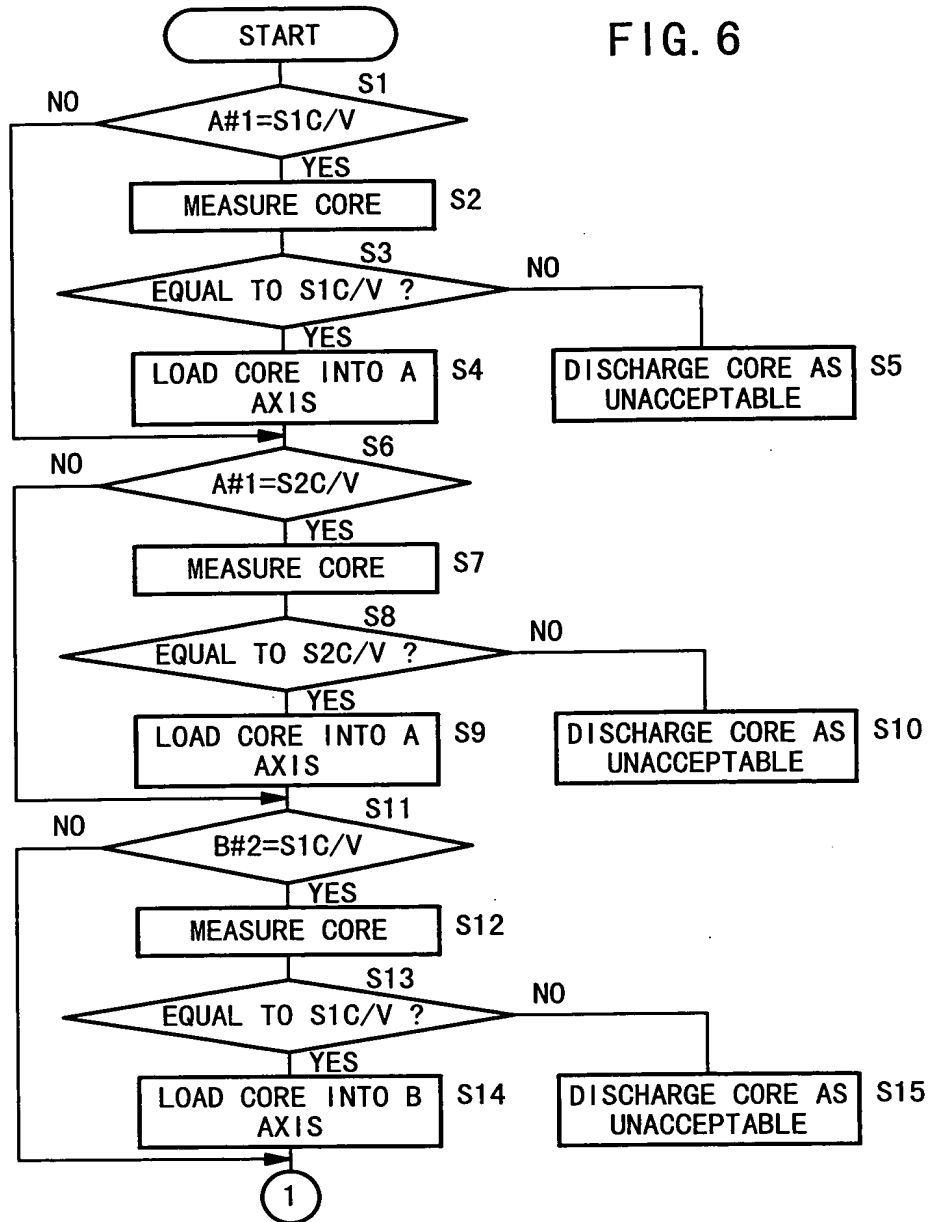 START
FIG. 6
S1
NO
A#1=S1C/V
YES
MEASURE CORE
S2
S3
NO
EQUAL TO S1C/V ?
YES
LOAD CORE INTO A
AXIS
S4
DISCHARGE CORE AS
UNACCEPTABLE
S5
S6
NO
A#1=S2C/V
YES
MEASURE CORE
S7
S8
NO
EQUAL TO S2C/V ?
YES
LOAD CORE INTO A
AXIS
S9
DISCHARGE CORE AS
UNACCEPTABLE
S10
S11
NO
B#2=S1C/V
YES
MEASURE CORE
S12
S13
NO
EQUAL TO S1C/V ?
YES
LOAD CORE INTO B
AXIS
S14
DISCHARGE CORE AS
UNACCEPTABLE
S15
1